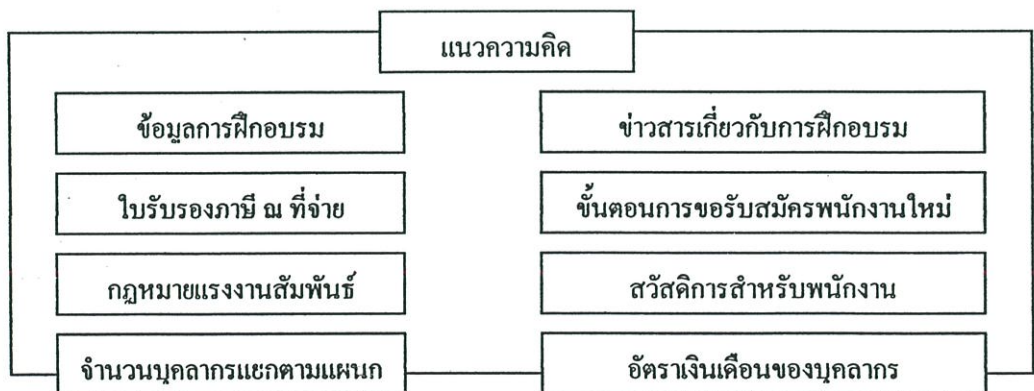 แนวความคิด
ข้อมูลการฝึกอบรม
ข่าวสารเกี่ยวกับการฝึกอบรม
ใบรับรองภาษี ณ ที่จ่าย
ขั้นตอนการขอรับสมัครพนักงานใหม่
กฎหมายแรงงานสัมพันธ์
สวัสดิการสำหรับพนักงาน
จำนวนบุคลากรแยกตามแผนก
อัตราเงินเดือนของบุคลากร